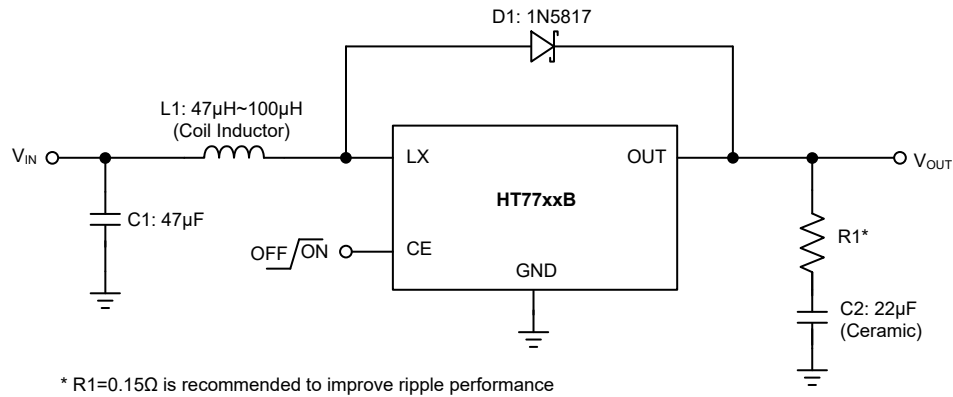 D1: 1N5817
L1: 47µH~100µH
(Coil Inductor)
VIN
LX
OUT
VOUT
HT77xxB
C1: 47µF
R1*
OFF/ON
CE
GND
C2: 22µF
(Ceramic)
* R1=0.15Ω is recommended to improve ripple performance